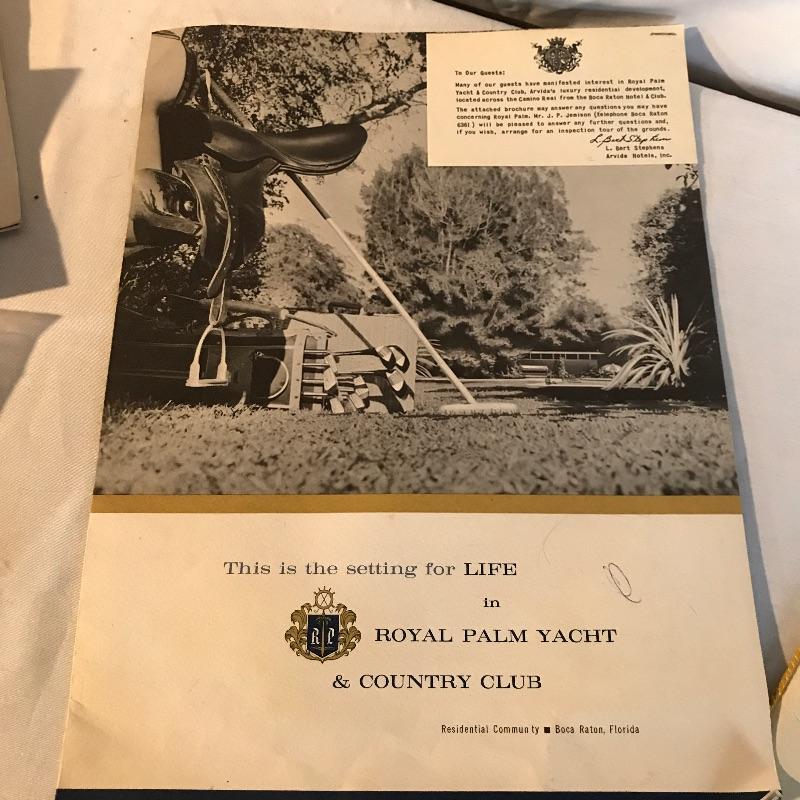 To Our Guests:
Many of our guests have manifested interest in Royal Palm
Yacht & Country Club, Arvida's luxury residential development,
located across the Camino Real from the Boca Raton Hotel & Club.
The attached brochure may answer any questions you may have
concerning Royal Palm. Mr. J. P. Jemison (telephone Boca Raton
6361) will be pleased to answer any further questions and,
if you wish, arrange for an inspection tour of the grounds.
L. Bert Stephens
L. Bert Stephens
Arvida Hotels, Inc.
This is the setting for LIFE
in
R P
ROYAL PALM YACHT
& COUNTRY CLUB
Residential Community ■ Boca Raton, Florida